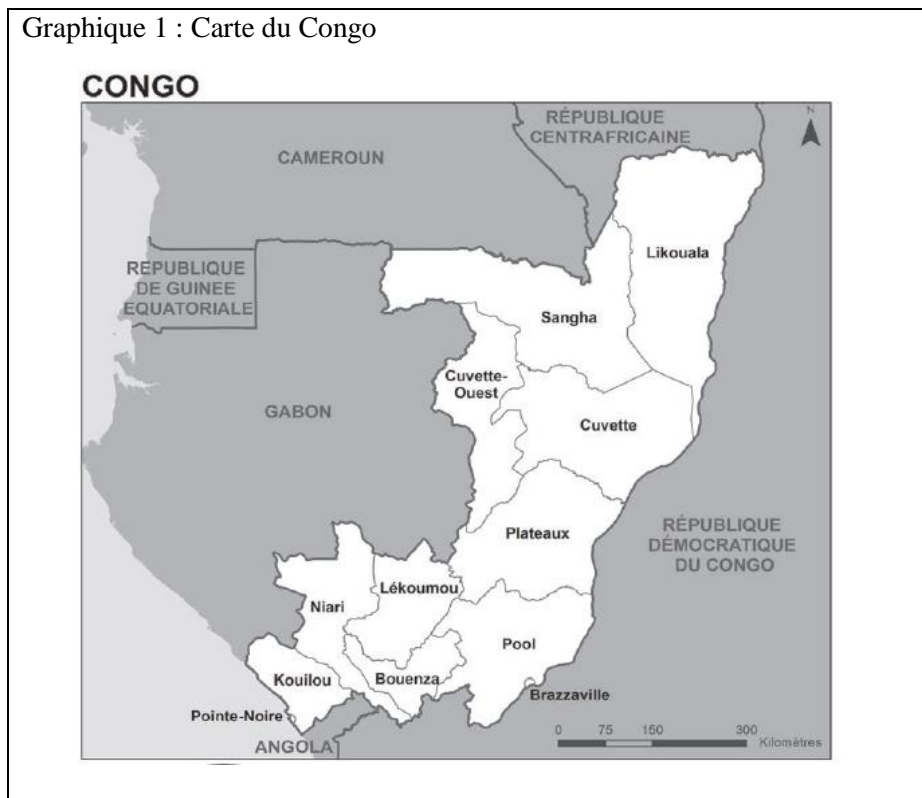 Graphique 1 : Carte du Congo
CONGO
RÉPUBLIQUE
CENTRAFRICAINE
N
CAMEROUN
Likouala
RÉPUBLIQUE
DE GUINEE
EQUATORIALE
Sangha
Cuvette-
Ouest
GABON
Cuvette
Plateaux
RÉPUBLIQUE
DÉMOCRATIQUE
DU CONGO
Lékoumou
Niari
Pool
Kouilou
Bouenza
Brazzaville
Pointe-Noire
ANGOLA
0 75 150 300
Kilomètres